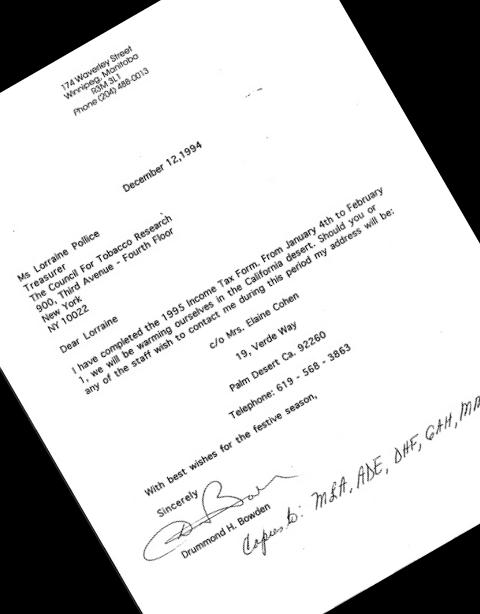 174 Waverley Street
Winnipeg, Manitoba
R3M 3L1
Phone (204) 488-0013
December 12,1994
Ms Lorraine Pollice
Treasurer
The Council For Tobacco Research
900, Third Avenue - Fourth Floor
New York
NY 10022
Dear Lorraine
I have completed the 1995 Income Tax Form. From January 4th to February
1, we will be warming ourselves in the California desert. Should you or
any of the staff wish to contact me during this period my address will be:
c/o Mrs. Elaine Cohen
19, Verde Way
Palm Desert Ca. 92260
Telephone: 619 - 568 - 3863
With best wishes for the festive season,
Sincerely
Drummond H. Bowden
Copies to: MLA, ADE, DHF, GAH,